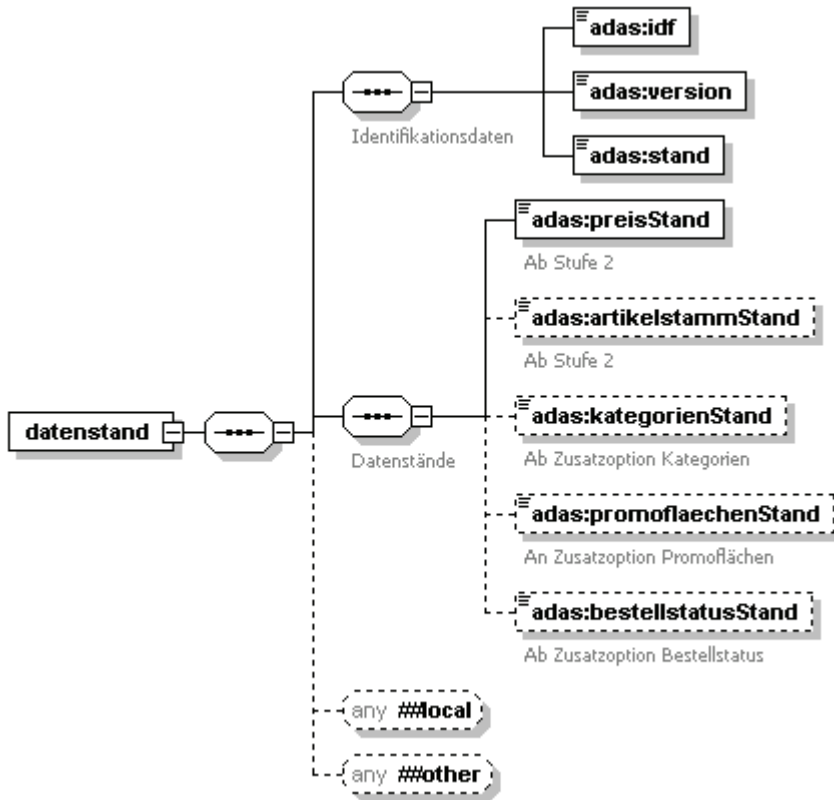 adas:idf
adas:version
Identifikationsdaten
adas:stand
adas:preisStand
Ab Stufe 2
adas:artikelstammStand
Ab Stufe 2
adas:kategorienStand
datenstand
Datenstände
Ab Zusatzoption Kategorien
adas:promoflaechenStand
An Zusatzoption Promoflächen
adas:bestellstatusStand
Ab Zusatzoption Bestellstatus
any ##local
any ##other